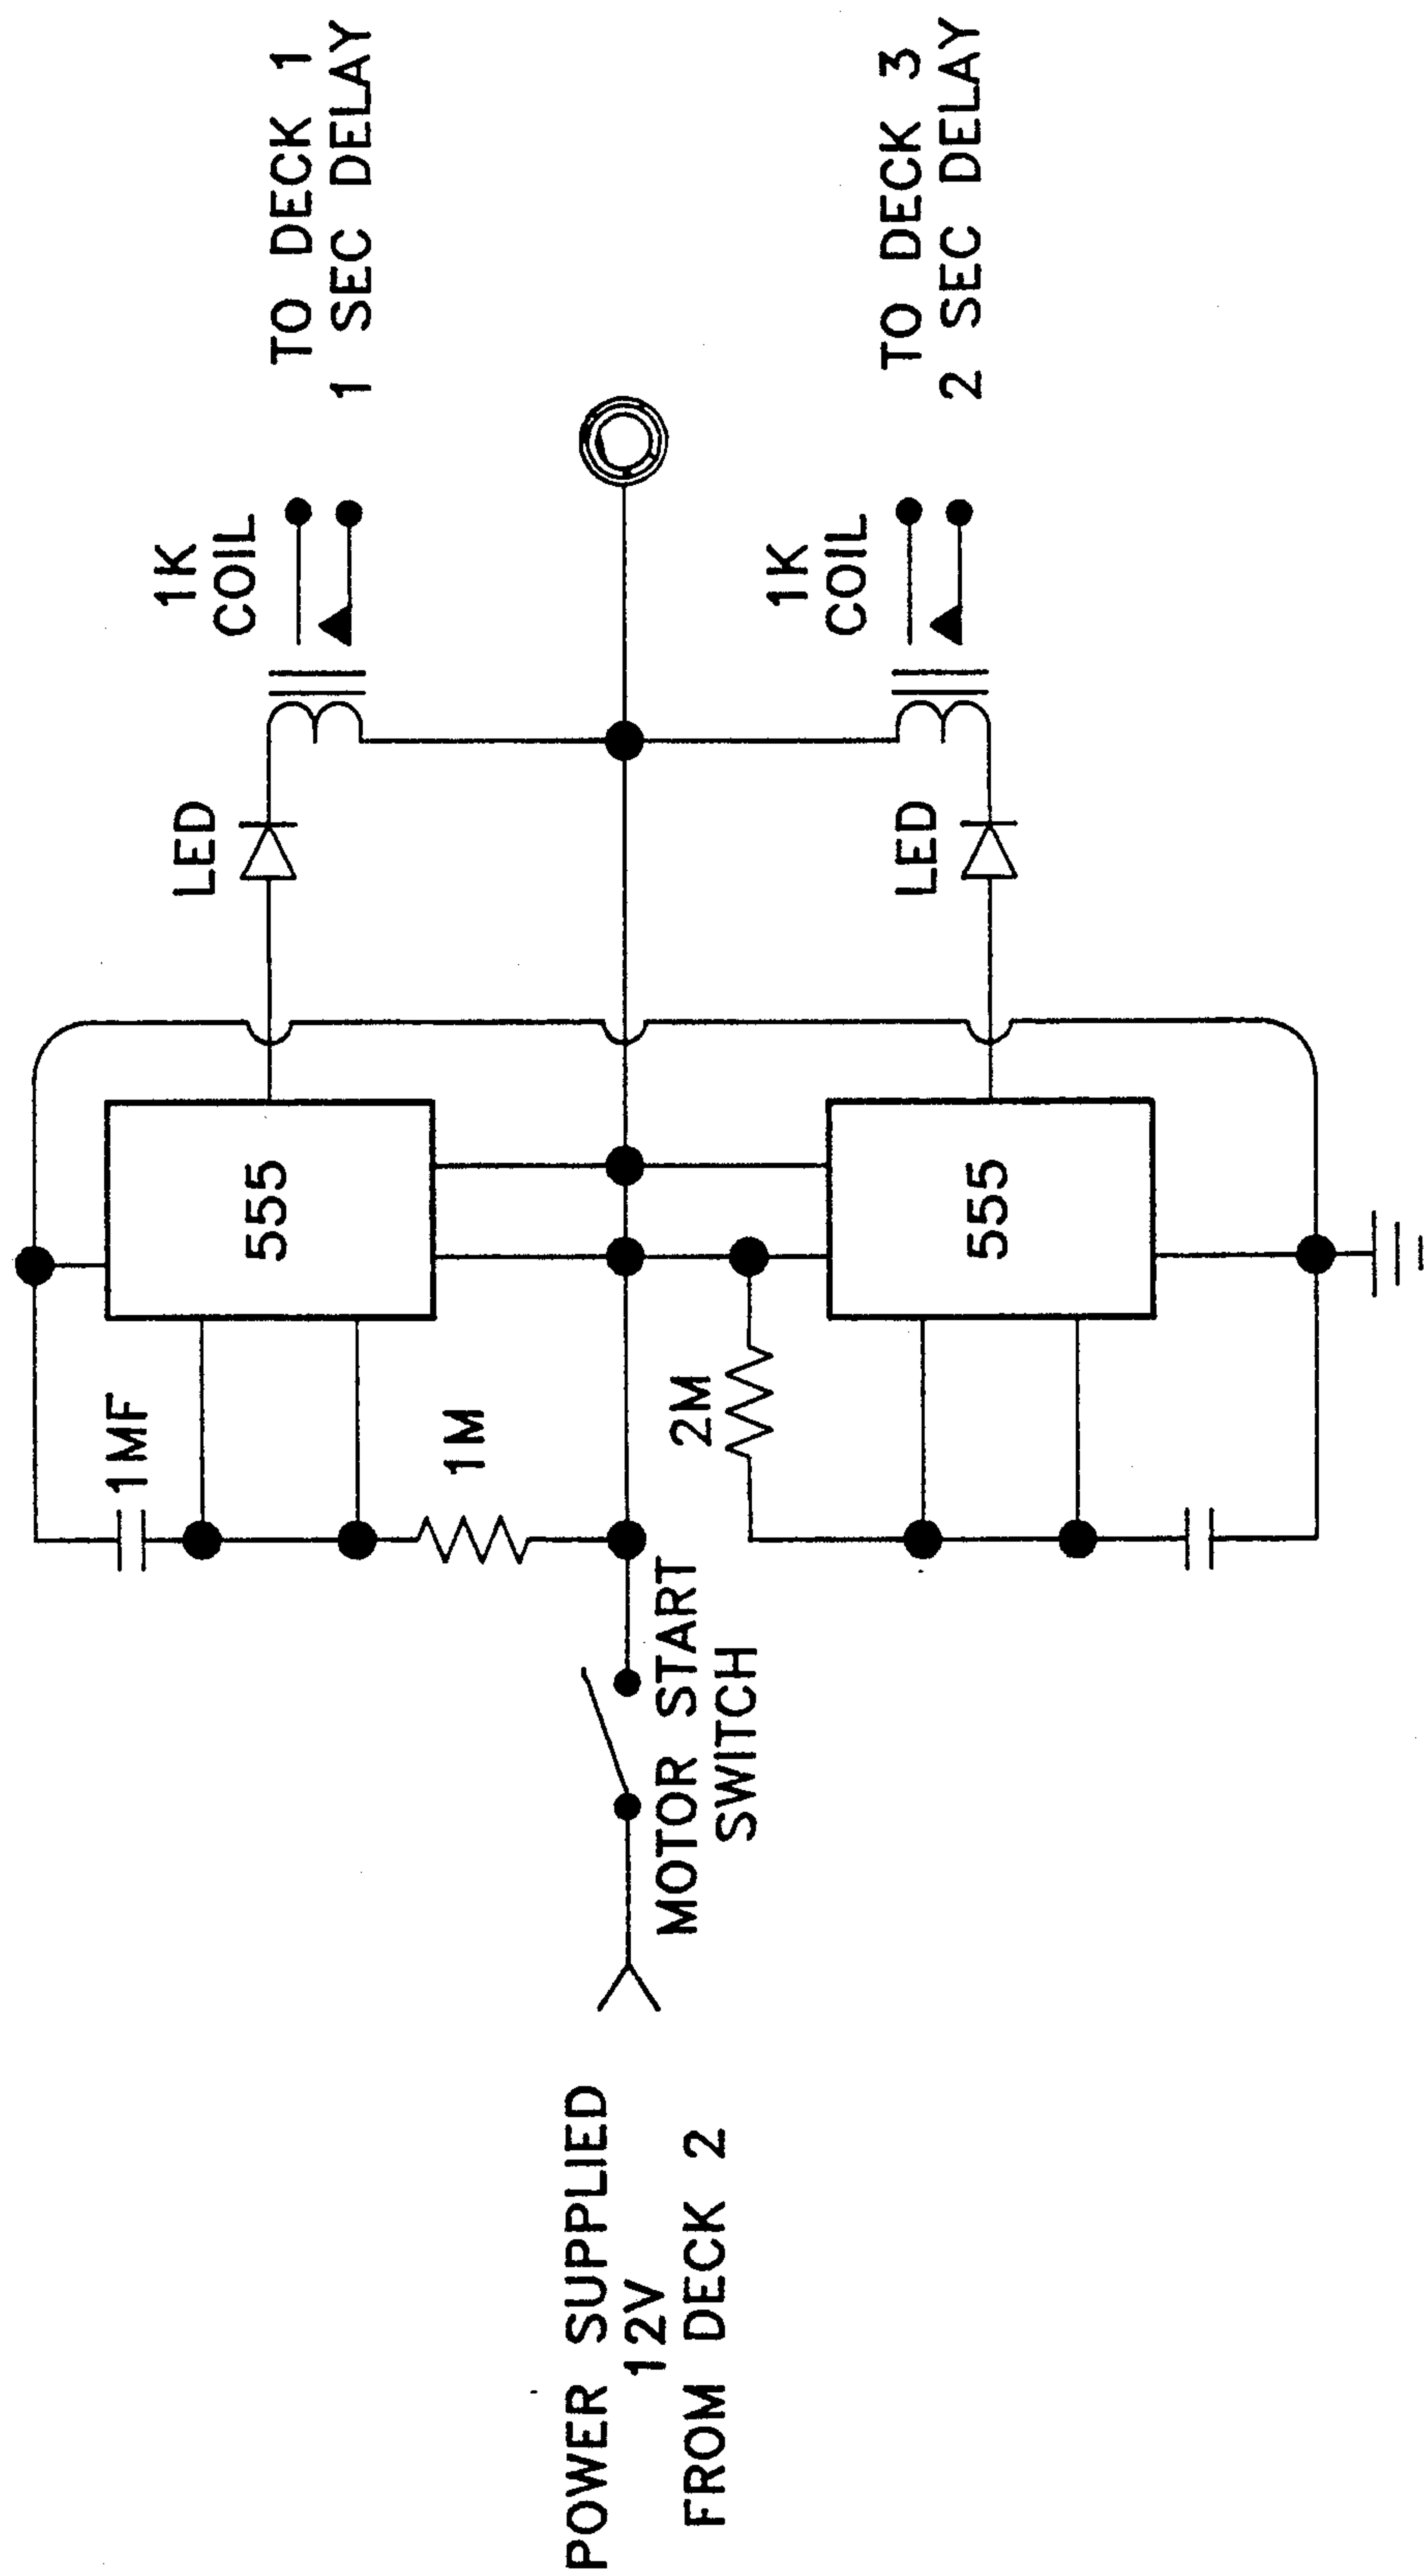 TO DECK 1
1 SEC DELAY
1K
COIL
LED
555
1MF
1M
TO DECK 3
2 SEC DELAY
1K
COIL
LED
555
2M
MOTOR START
SWITCH
POWER SUPPLIED
12V
FROM DECK 2